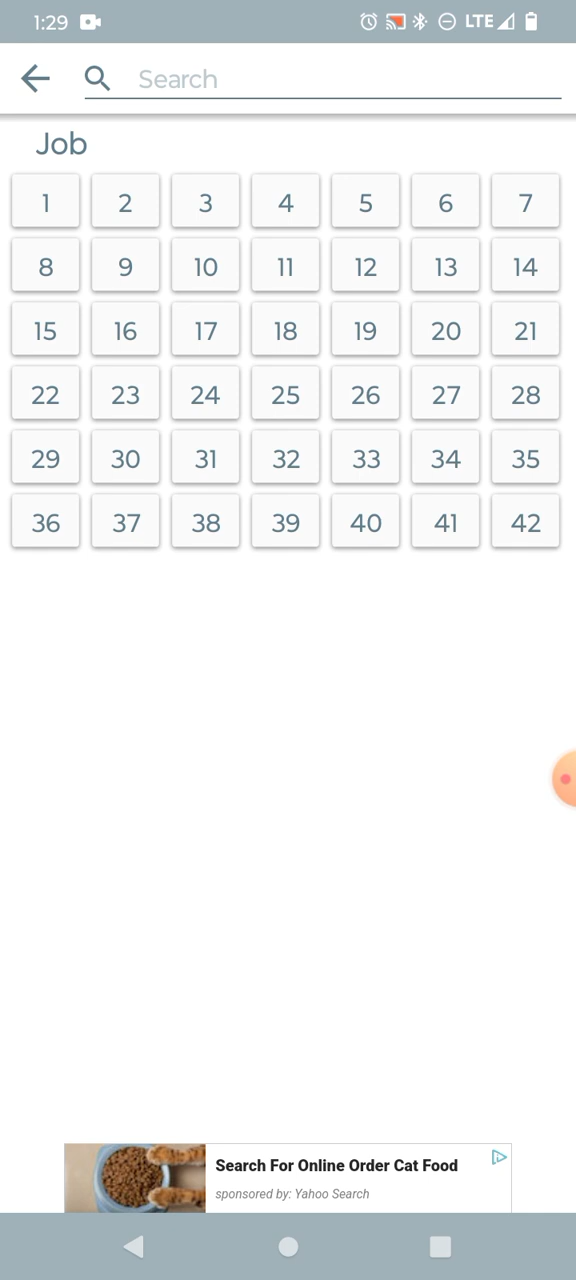 1:29 LTE
Search
Job
1 2 3 4 5 6 7
8 9 10 11 12 13 14
15 16 17 18 19 20 21
22 23 24 25 26 27 28
29 30 31 32 33 34 35
36 37 38 39 40 41 42
Search For Online Order Cat Food
sponsored by: Yahoo Search